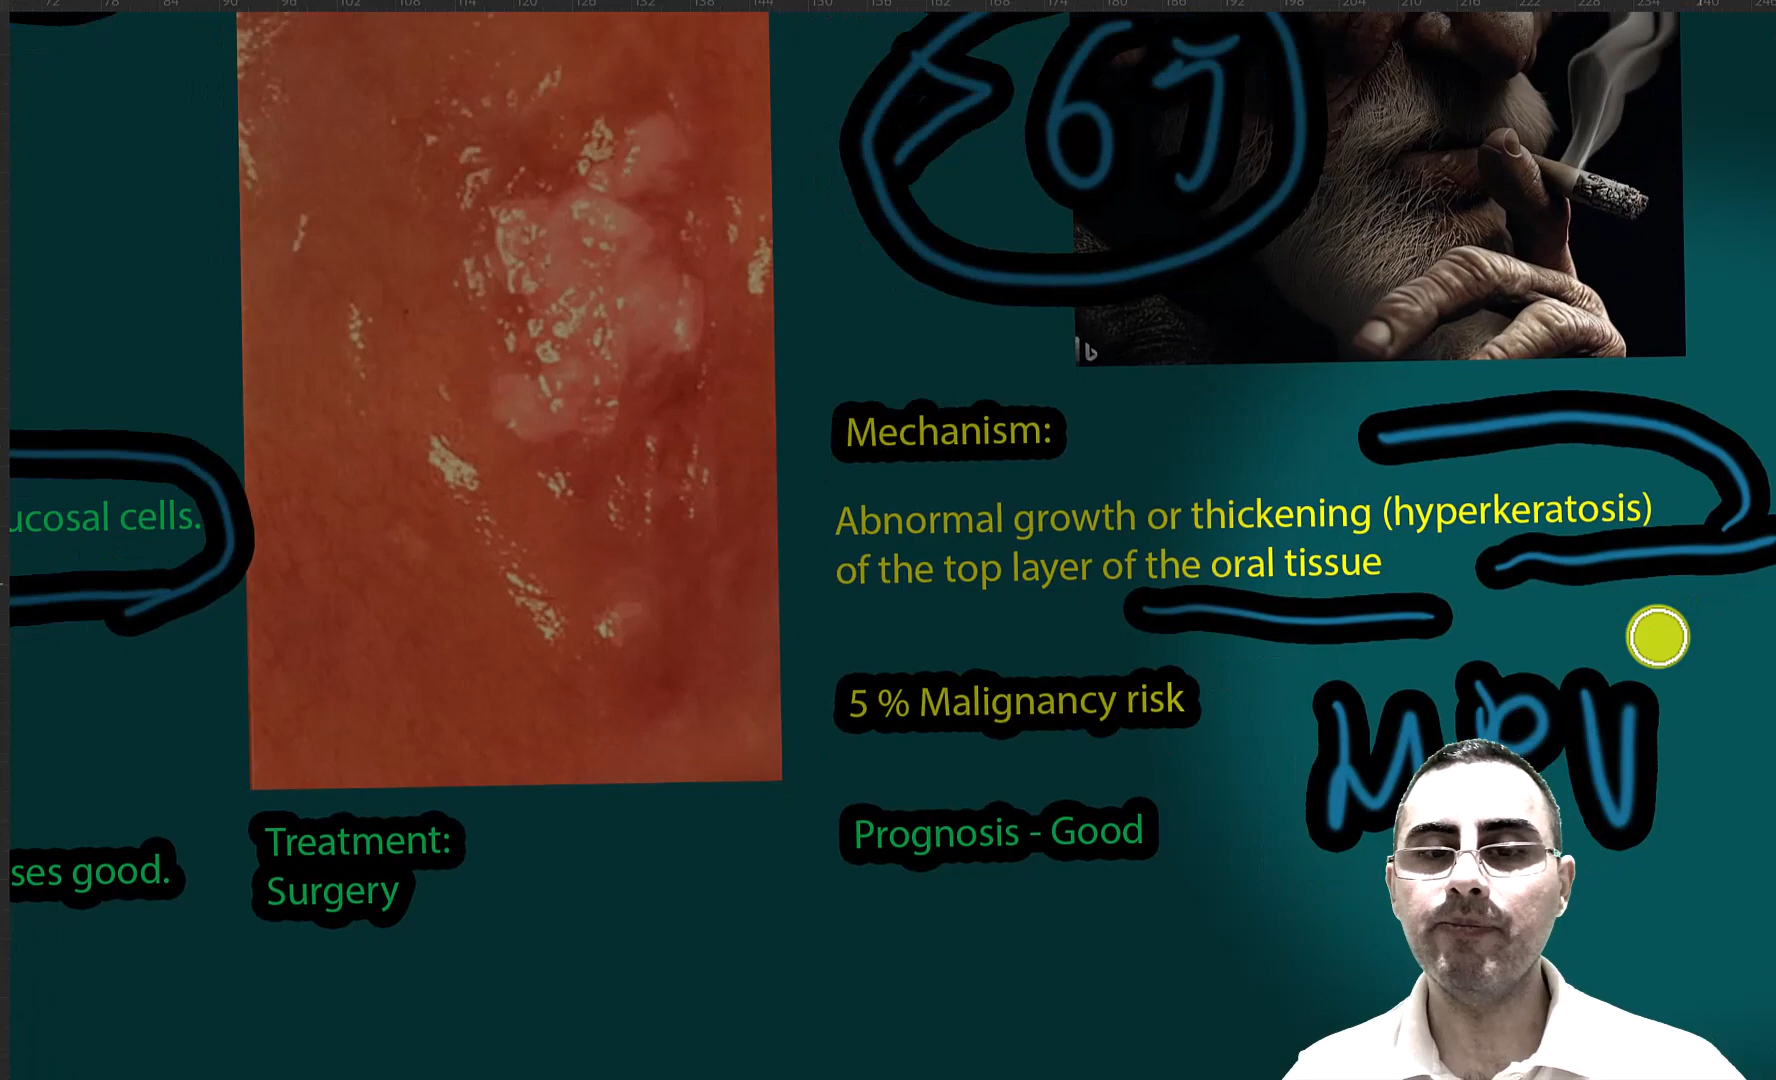 ucosal cells.
ses good.
Treatment:
Surgery
Mechanism:
Abnormal growth or thickening (hyperkeratosis)
of the top layer of the oral tissue
5 % Malignancy risk
Prognosis - Good